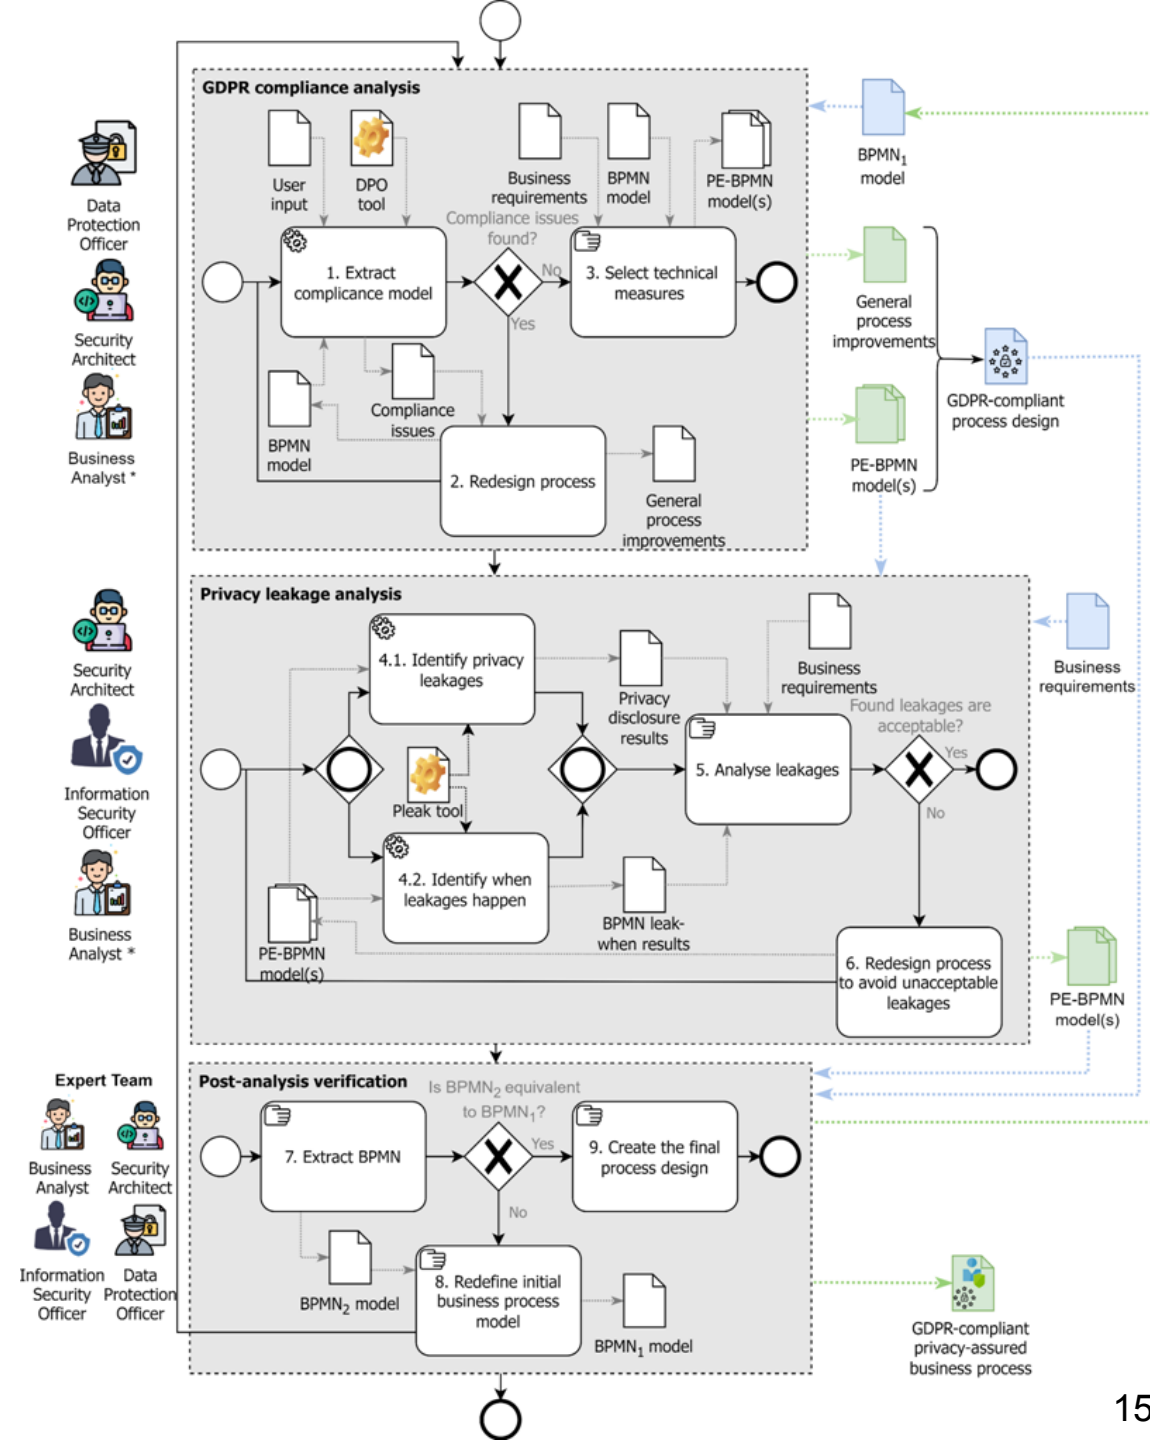 GDPR compliance analysis
User
input
DPO
tool
Business
requirements
BPMN
model
PE-BPMN
model(s)
BPMN1
model
Data
Protection
Officer
Compliance issues
found?
1. Extract
complicance model
No
3. Select technical
measures
Yes
General
process
improvements
Security
Architect
Compliance
issues
BPMN
model
GDPR-compliant
process design
Business
Analyst *
2. Redesign process
PE-BPMN
model(s)
General
process
improvements
Privacy leakage analysis
4.1. Identify privacy
leakages
Security
Architect
Privacy
disclosure
results
Business
requirements
Business
requirements
Found leakages are
acceptable?
Yes
5. Analyse leakages
Pleak tool
No
Information
Security
Officer
4.2. Identify when
leakages happen
BPMN leak-
when results
Business
Analyst *
PE-BPMN
model(s)
6. Redesign process
to avoid unacceptable
leakages
PE-BPMN
model(s)
Post-analysis verification
Expert Team
Is BPMN2 equivalent
to BPMN1?
7. Extract BPMN
Yes
9. Create the final
process design
Business
Analyst
Security
Architect
No
Information
Security
Officer
Data
Protection
Officer
BPMN2 model
8. Redefine initial
business process
model
BPMN1 model
GDPR-compliant
privacy-assured
business process
15